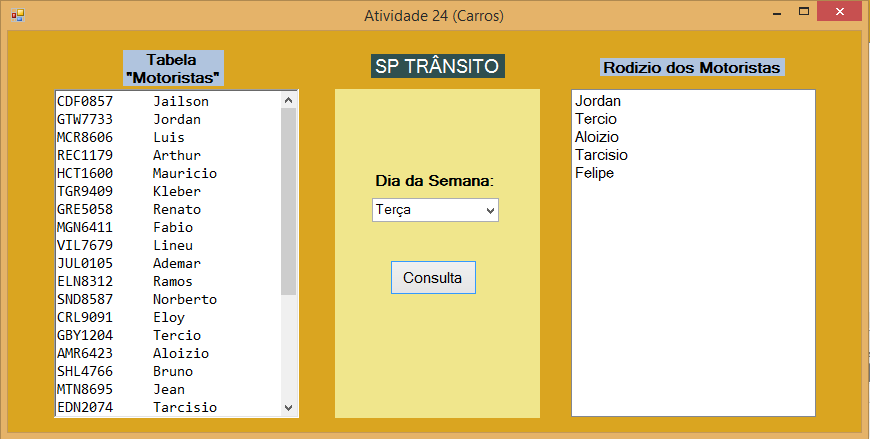 Atividade 24 (Carros)
Tabela
"Motoristas"
CDF0857 Jailson
GTW7733 Jordan
MCR8606 Luis
REC1179 Arthur
HCT1600 Mauricio
TGR9409 Kleber
GRE5058 Renato
MGN6411 Fabio
VIL7679 Lineu
JUL0105 Ademar
ELN8312 Ramos
SND8587 Norberto
CRL9091 Eloy
GBY1204 Tercio
AMR6423 Aloizio
SHL4766 Bruno
MTN8695 Jean
EDN2074 Tarcisio
SP TRÂNSITO
Dia da Semana:
Terça
Consulta
Rodizio dos Motoristas
Jordan
Tercio
Aloizio
Tarcisio
Felipe